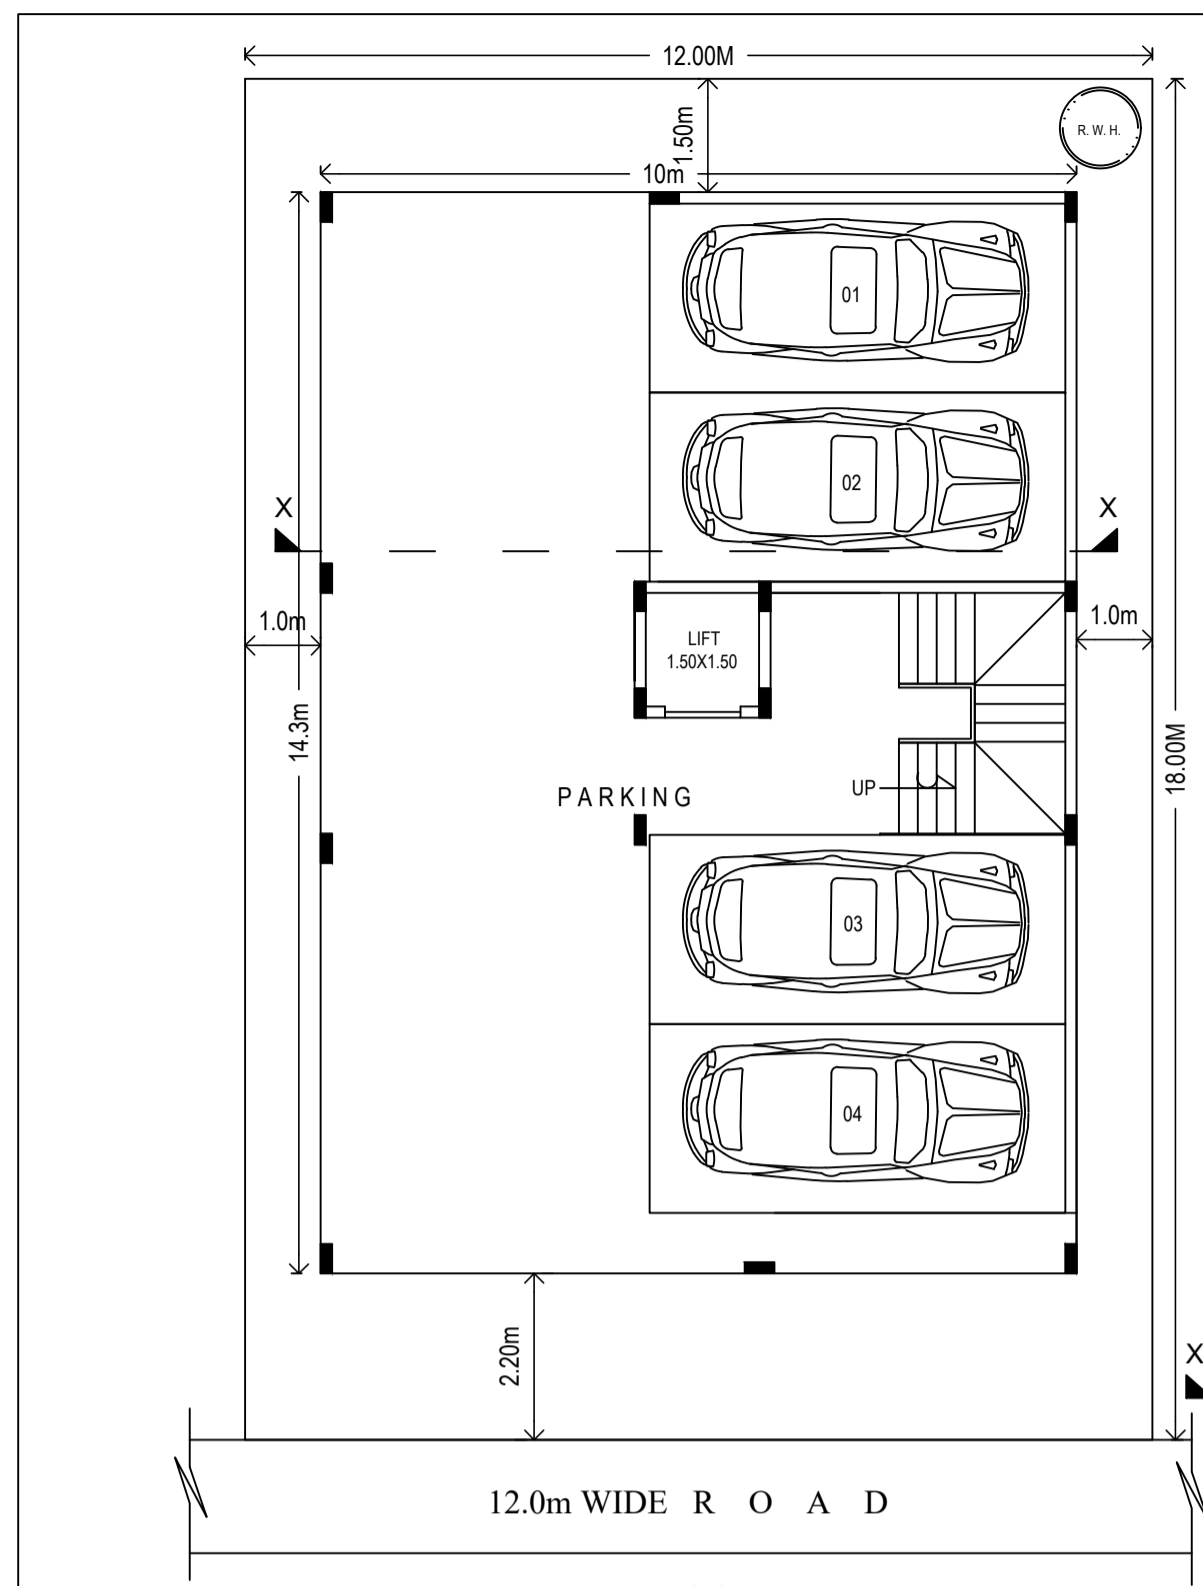 12.00M
1.50m
R. W. H.
10m
01
02
X
X
1.0m
1.0m
LIFT
1.50X1.50
14.3m
18.00M
UP
PARKING
03
04
2.20m
X
12.0m WIDE R O A D